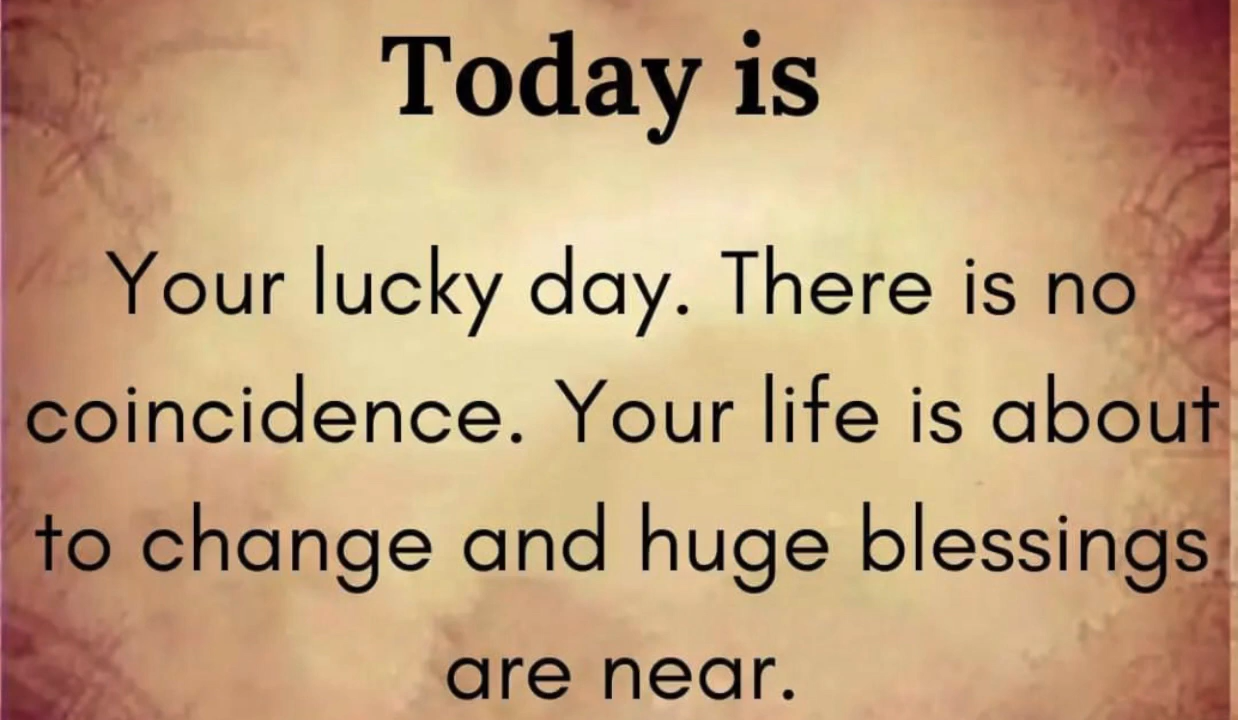 Today is
Your lucky day. There is no
coincidence. Your life is about
to change and huge blessings
are near.